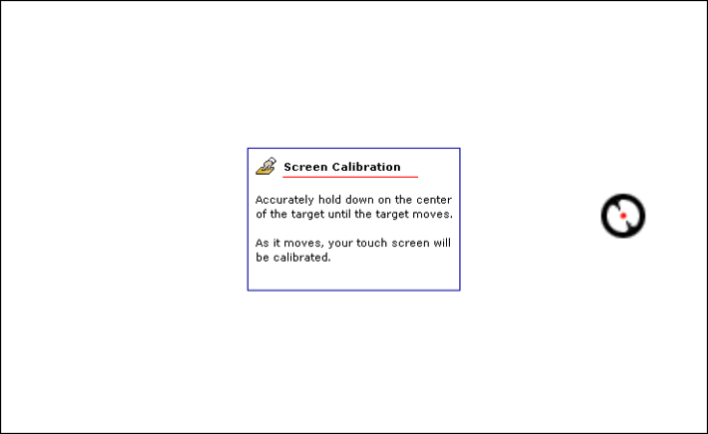 Screen Calibration
Accurately hold down on the center
of the target until the target moves.
As it moves, your touch screen will
be calibrated.